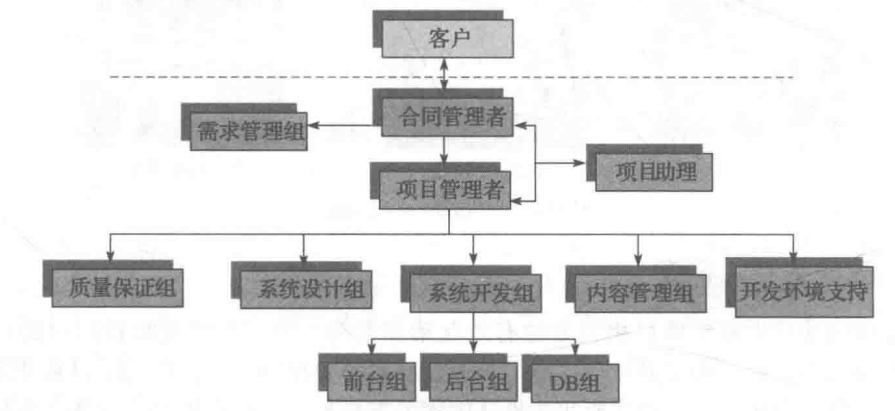 客户
合同管理者
需求管理组
项目助理
项目管理者
质量保证组
系统设计组
系统开发组
内容管理组
开发环境支持
前台组
后台组
DB组